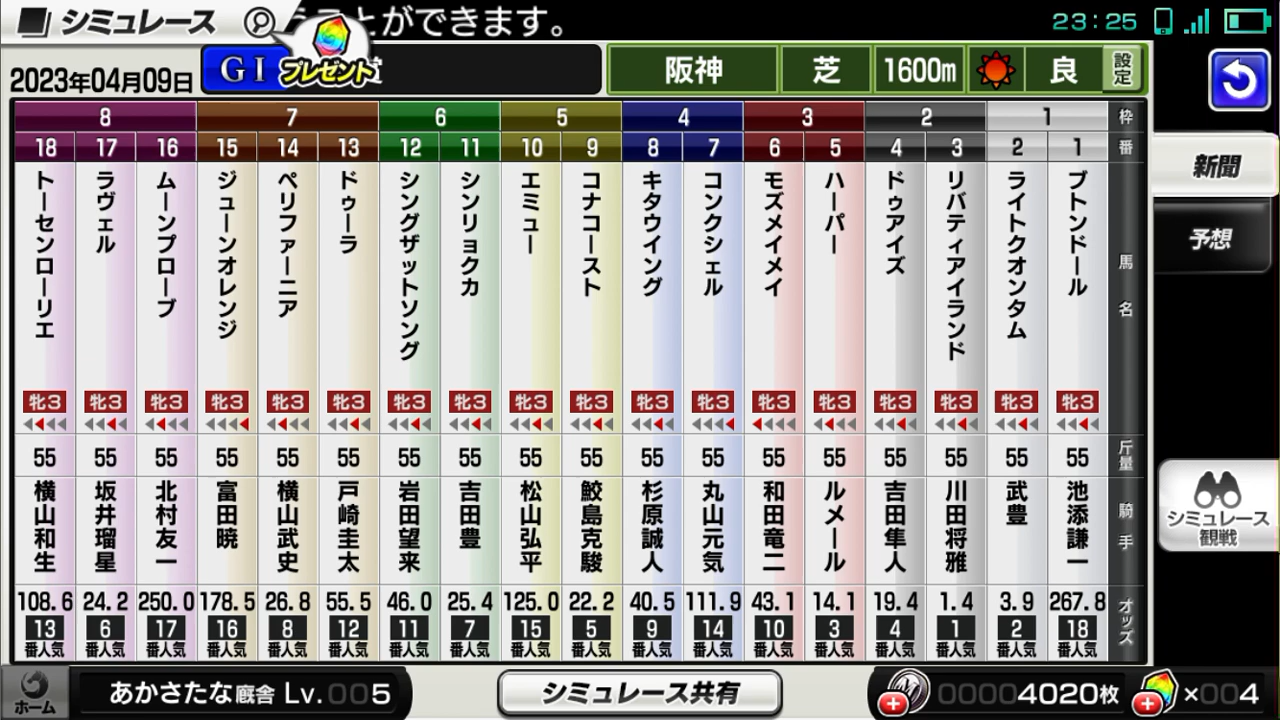 シミュレース
うことができます。
23:25
2023年04月09日
GⅠ
プレゼント
阪神
芝
1600m
良
設定
8 7 6 5 4 3 2 1 枠
18 17 16 15 14 13 12 11 10 9 8 7 6 5 4 3 2 1 番
トーセンローリエ
ラヴェル
ムーンプローブ
ジューンオレンジ
ペリファーニア
ドゥーラ
シングザットソング
シンリョクカ
エミュー
コナコースト
キタウイング
コンクシェル
モズメイメイ
ハーパー
ドゥアイズ
リバティアイランド
ライトクオンタム
ブトンドール
馬名
牝3 牝3 牝3 牝3 牝3 牝3 牝3 牝3 牝3 牝3 牝3 牝3 牝3 牝3 牝3 牝3 牝3 牝3
55 55 55 55 55 55 55 55 55 55 55 55 55 55 55 55 55 55 斤量
横山和生
坂井瑠星
北村友一
富田暁
横山武史
戸崎圭太
岩田望来
吉田豊
松山弘平
鮫島克駿
杉原誠人
丸山元気
和田竜二
ルメール
吉田隼人
川田将雅
武豊
池添謙一
騎手
108.6 24.2 250.0 178.5 26.8 55.5 46.0 25.4 125.0 22.2 40.5 111.9 43.1 14.1 19.4 1.4 3.9 267.8 オッズ
13 6 17 16 8 12 11 7 15 5 9 14 10 3 4 1 2 18
番人気 番人気 番人気 番人気 番人気 番人気 番人気 番人気 番人気 番人気 番人気 番人気 番人気 番人気 番人気 番人気 番人気 番人気
新聞
予想
シミュレース
観戦
ホーム
あかさたな厩舎 Lv.005
シミュレース共有
00004020枚
×004